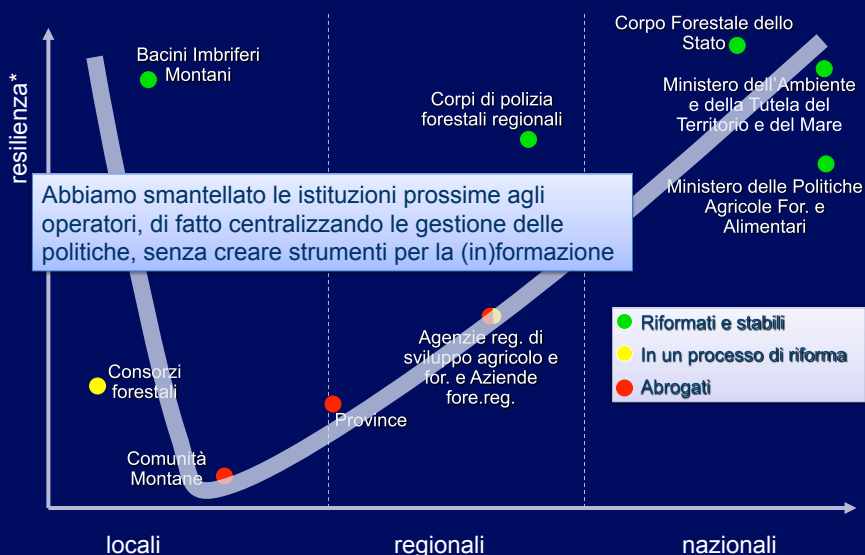 Corpo Forestale dello
Stato
Bacini Imbriferi
Montani
Ministero dell'Ambiente
e della Tutela del
Territorio e del Mare
Corpi di polizia
forestali regionali
resilienza*
Abbiamo smantellato le istituzioni prossime agli
operatori, di fatto centralizzando le gestione delle
politiche, senza creare strumenti per la (in)formazione
Ministero delle Politiche
Agricole For. e
Alimentari
Riformati e stabili
In un processo di riforma
Abrogati
Agenzie reg. di
sviluppo agricolo e
for. e Aziende
fore.reg.
Consorzi
forestali
Province
Comunità
Montane
locali
regionali
nazionali